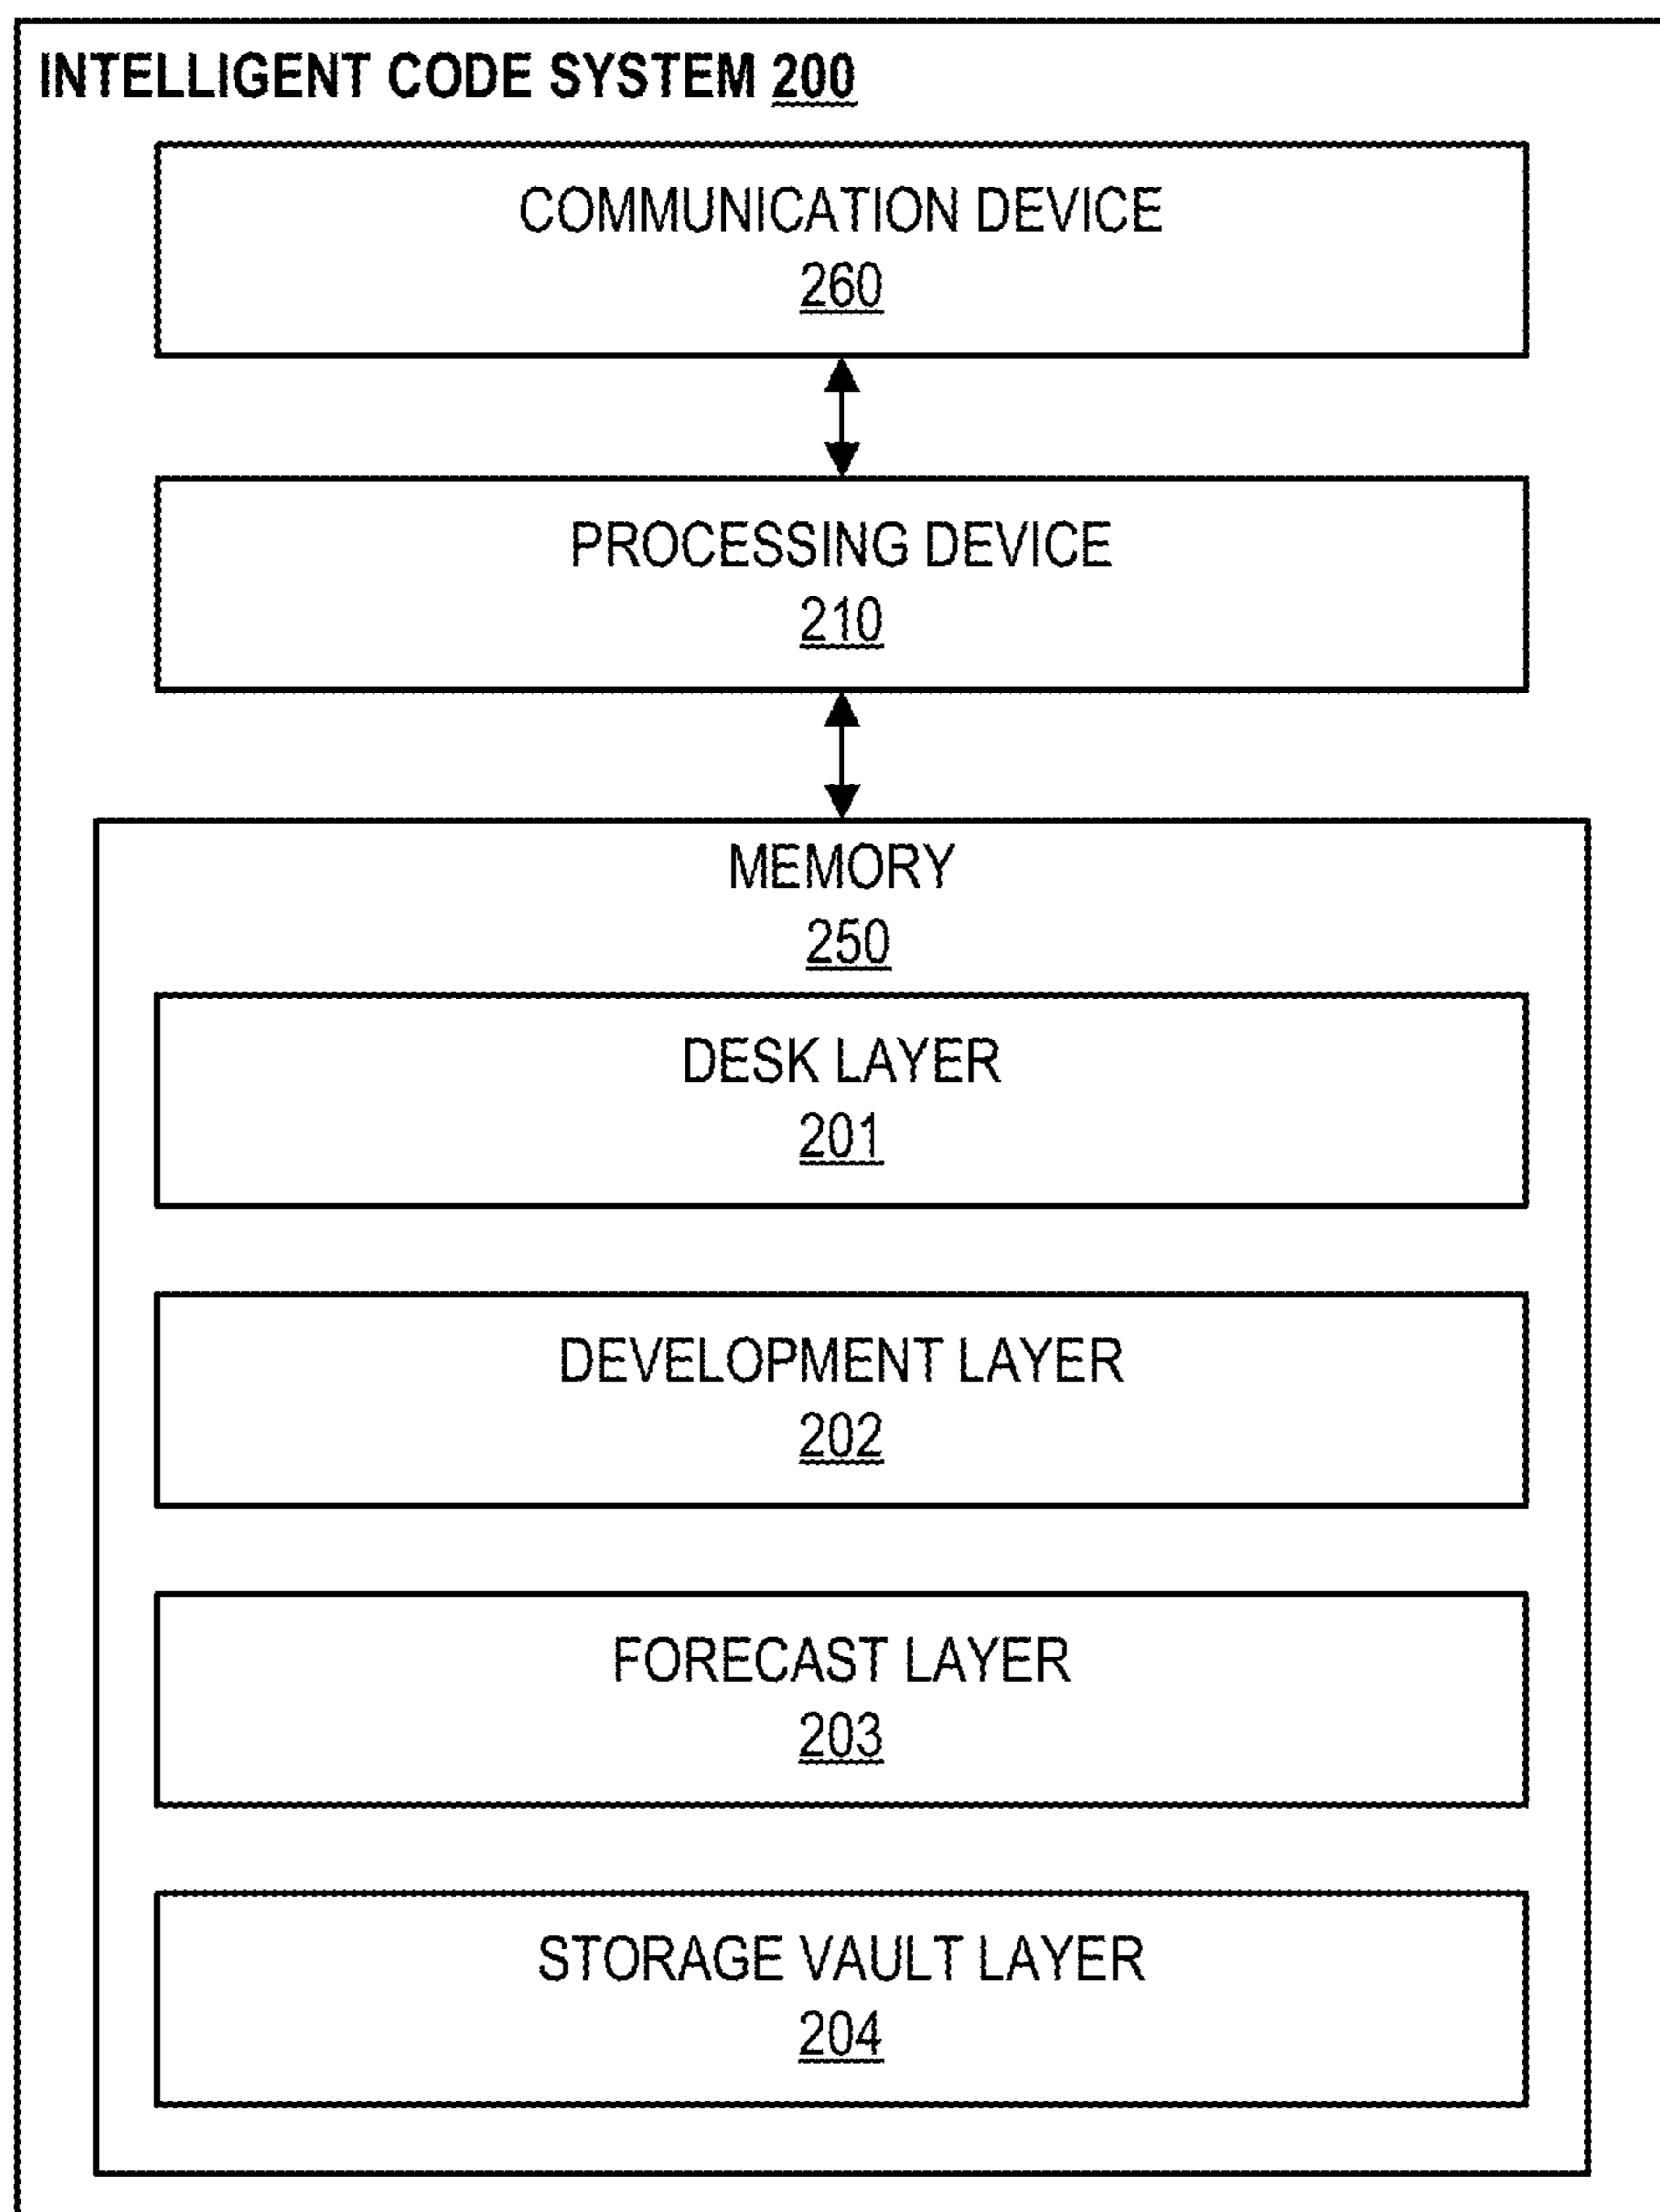 INTELLIGENT CODE SYSTEM 200
COMMUNICATION DEVICE
260
PROCESSING DEVICE
210
MEMORY
250
DESK LAYER
201
DEVELOPMENT LAYER
202
FORECAST LAYER
203
STORAGE VAULT LAYER
204